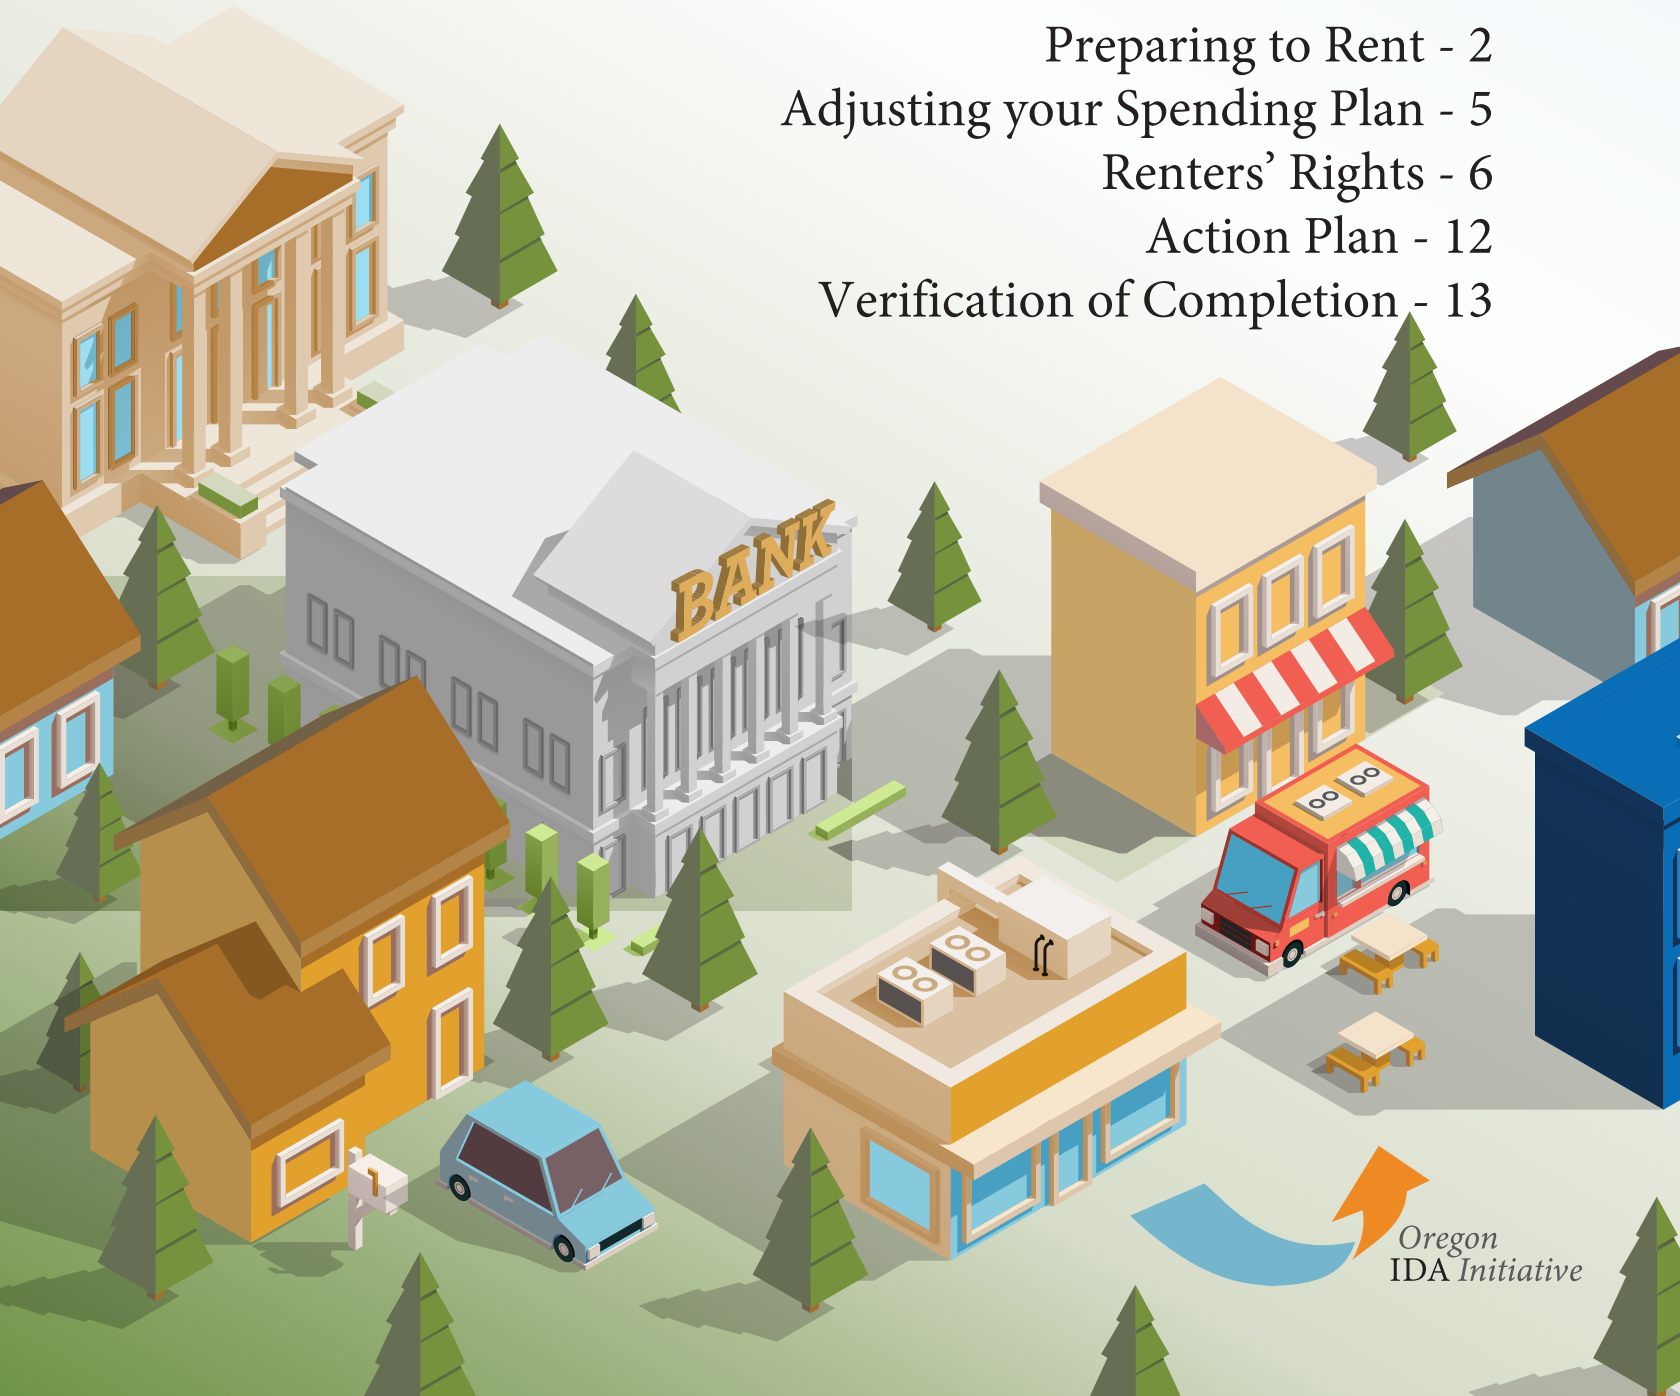 Preparing to Rent - 2
Adjusting your Spending Plan - 5
Renters’ Rights - 6
Action Plan - 12
Verification of Completion - 13
BANK
Oregon
IDA Initiative